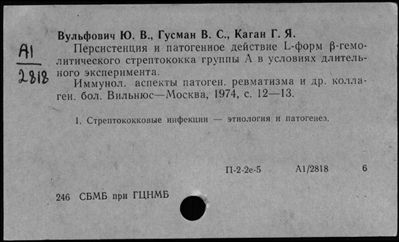 Вульфович Ю. В., Гусман Б. С., Каган Г. Я.
А1
2818
Персистенция и патогенное действие L-форм β-гемо-
литического стрептококка группы А в условиях длитель-
ного эксперимента.
Иммунол. аспекты патоген. ревматизма и др. колла-
ген. бол. Вильнюс—Москва, 1974, с. 12—13.
1. Стрептококковые инфекции — этиология и патогенез.
П-2-2е-5 А1/2818 6
246 СБМБ при ГЦНМБ